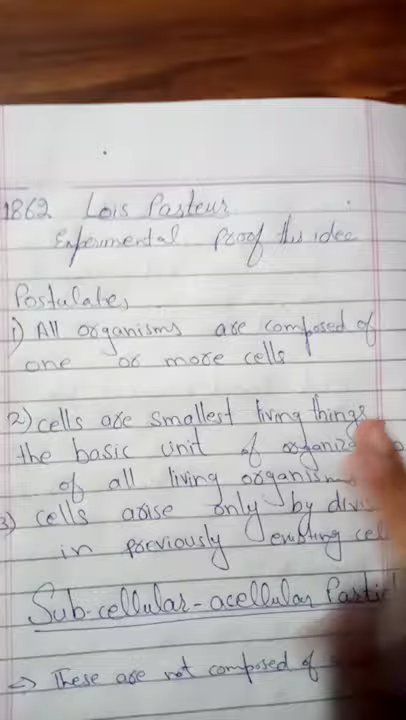 1862. Lois Pasteur
Experimental Proof this idea
Postulate,
1) All organisms are composed of
one or more cells
2) cells are smallest living things
the basic unit of
of all living organisms
3) cells arise only by
in previously existing
Sub-cellular-acellular
→ These are not composed of